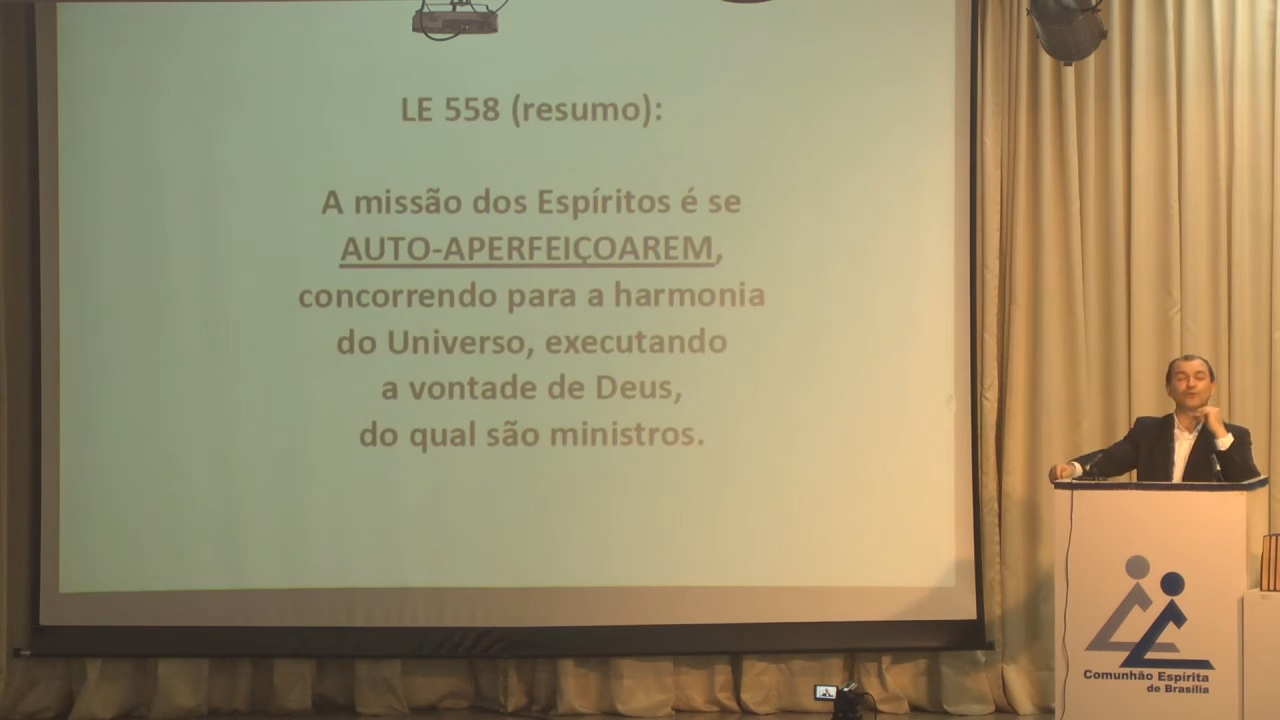 LE 558 (resumo):
A missão dos Espíritos é se
AUTO-APERFEIÇOAREM,
concorrendo para a harmonia
do Universo, executando
a vontade de Deus,
do qual são ministros.
Comunhão Espírita
de Brasília